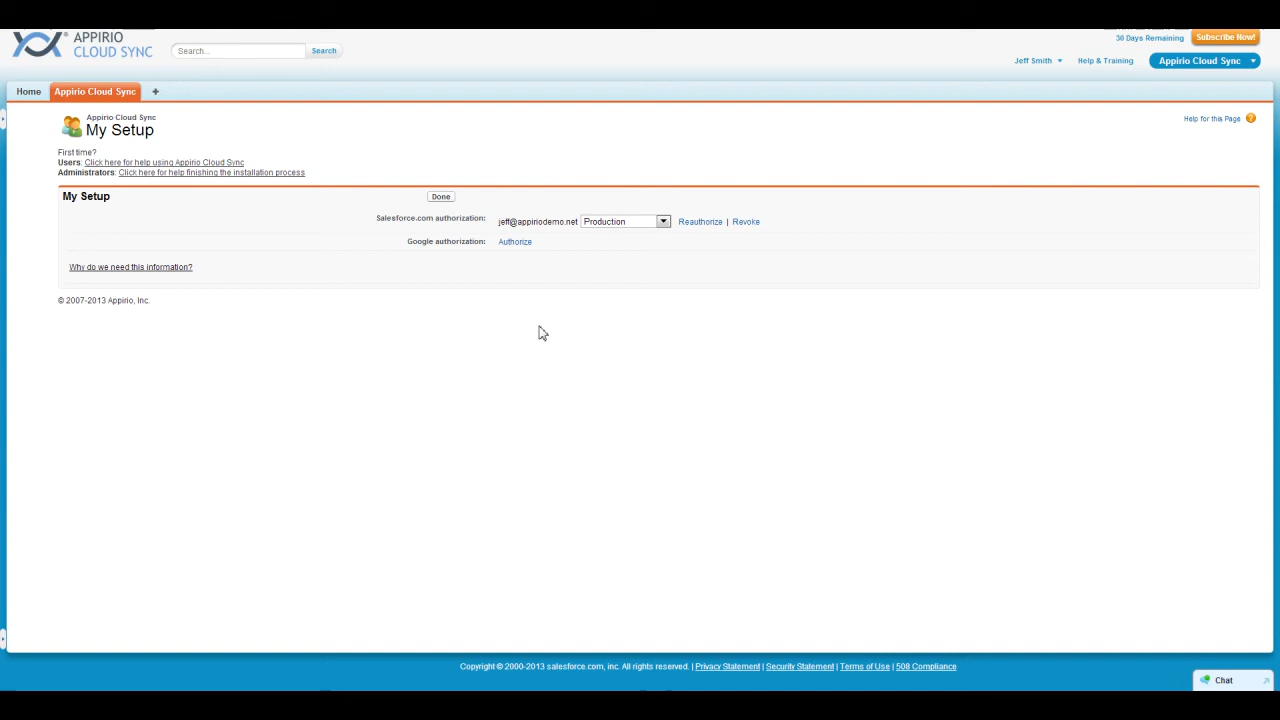 APPIRIO
CLOUD SYNC
Search...
Search
30 Days Remaining
Subscribe Now!
Jeff Smith
Help & Training
Appirio Cloud Sync
Home
Appirio Cloud Sync
+
Appirio Cloud Sync
My Setup
Help for this Page
First time?
Users: Click here for help using Appirio Cloud Sync
Administrators: Click here for help finishing the installation process
My Setup
Done
Salesforce.com authorization: jeff@appiriodemo.net Production Reauthorize | Revoke
Google authorization: Authorize
Why do we need this information?
© 2007-2013 Appirio, Inc.
Copyright © 2000-2013 salesforce.com, inc. All rights reserved. | Privacy Statement | Security Statement | Terms of Use | 508 Compliance
Chat